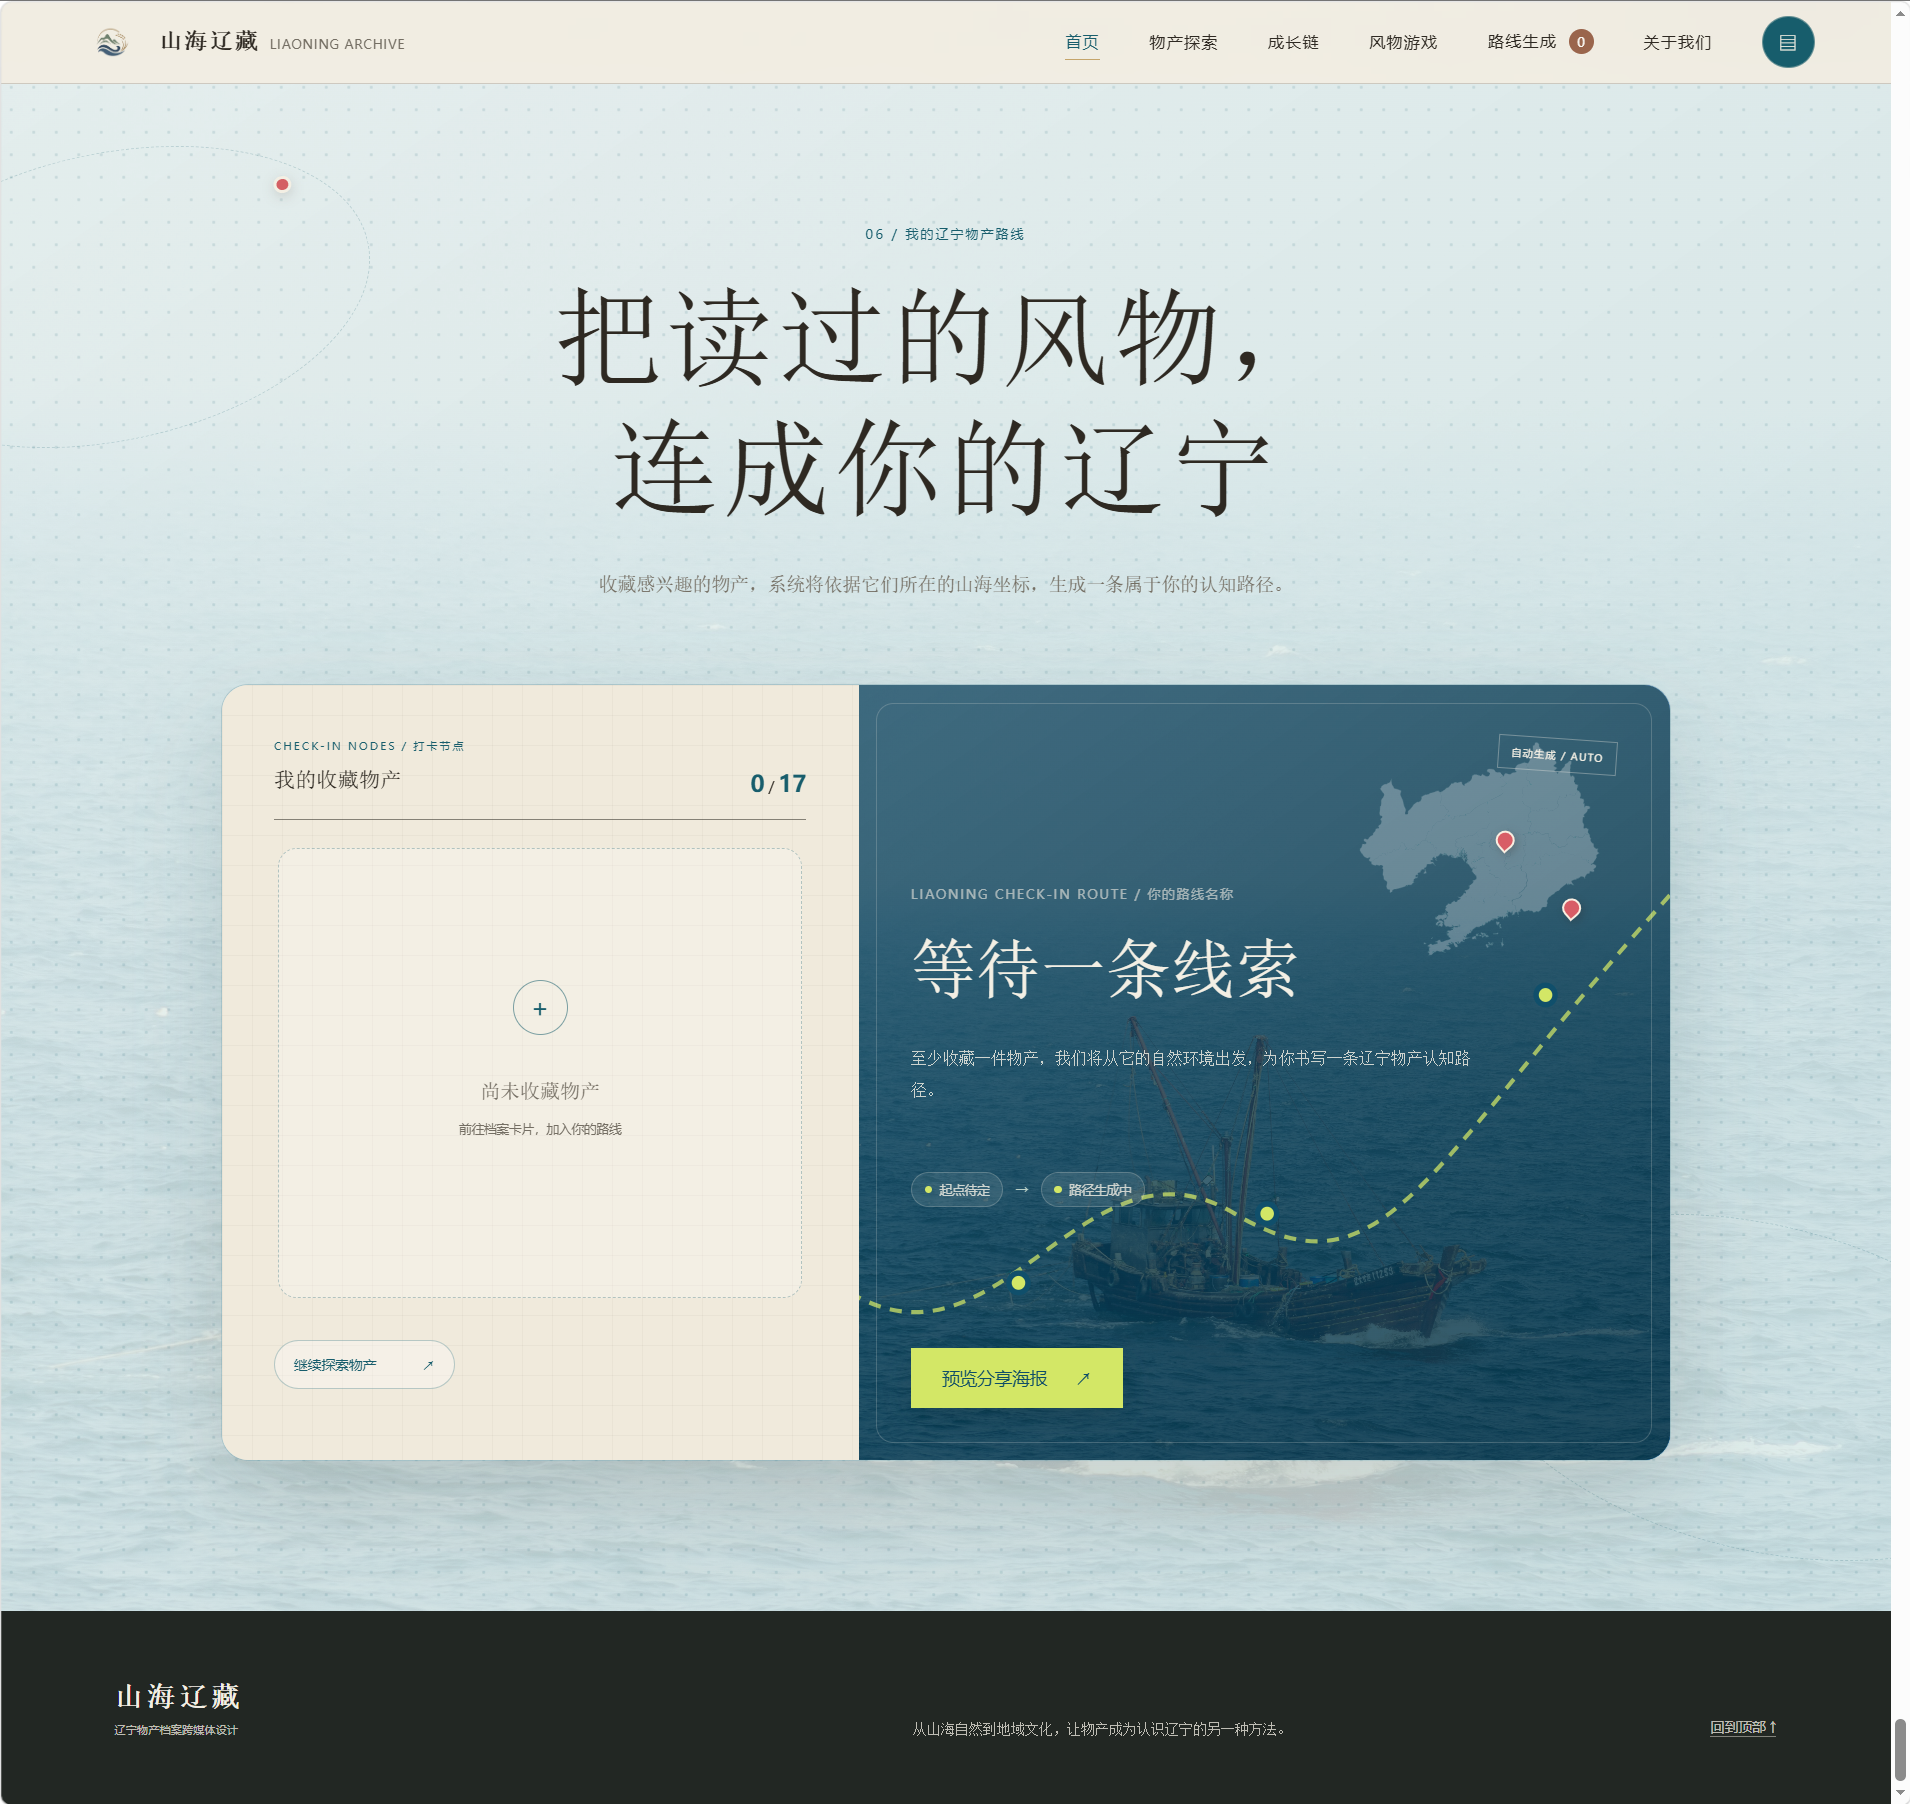 山海辽藏 LIAONING ARCHIVE
首页 物产探索 成长链 风物游戏 路线生成 0 关于我们
06 / 我的辽宁物产路线
把读过的风物，
连成你的辽宁
收藏感兴趣的物产，系统将依据它们所在的山海坐标，生成一条属于你的认知路径。
CHECK-IN NODES / 打卡节点
我的收藏物产
0 / 17
+
尚未收藏物产
前往档案卡片，加入你的路线
继续探索物产 ↗
自动生成 / AUTO
LIAONING CHECK-IN ROUTE / 你的路线名称
等待一条线索
至少收藏一件物产，我们将从它的自然环境出发，为你书写一条辽宁物产认知路
径。
起点待定 → 路径生成中
预览分享海报 ↗
山海辽藏
辽宁物产档案跨媒体设计
从山海自然到地域文化，让物产成为认识辽宁的另一种方法。
回到顶部 ↑